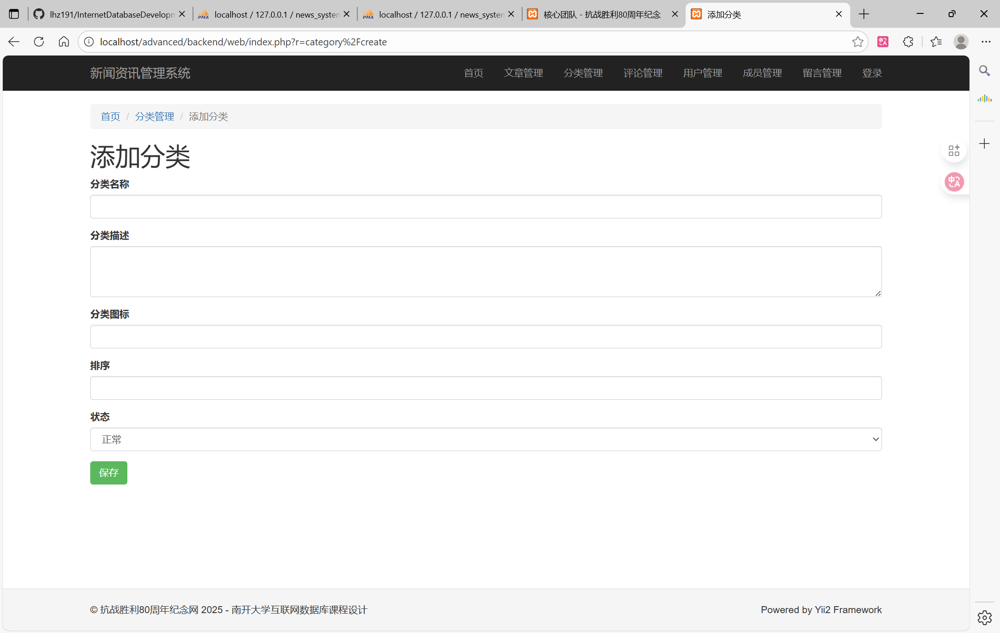 lhz191/InternetDatabaseDevelopm
localhost / 127.0.0.1 / news_system
localhost / 127.0.0.1 / news_system
核心团队 - 抗战胜利80周年纪念
添加分类
localhost/advanced/backend/web/index.php?r=category%2Fcreate
新闻资讯管理系统
首页 文章管理 分类管理 评论管理 用户管理 成员管理 留言管理 登录
首页 / 分类管理 / 添加分类
添加分类
分类名称
分类描述
分类图标
排序
状态
正常
保存
© 抗战胜利80周年纪念网 2025 - 南开大学互联网数据库课程设计
Powered by Yii2 Framework